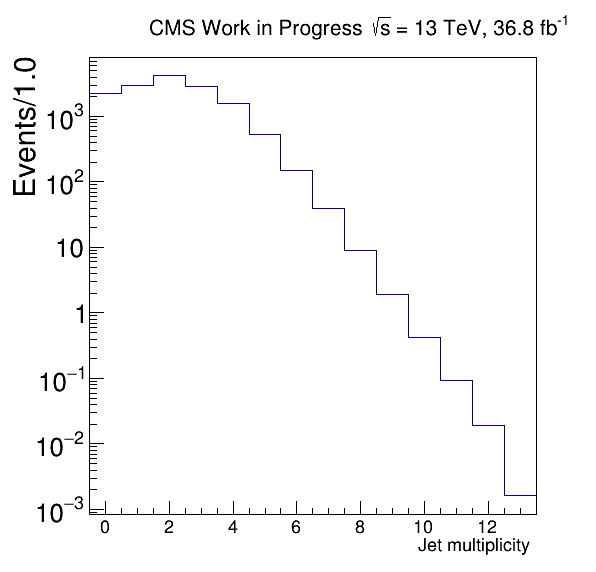 CMS Work in Progress √s = 13 TeV, 36.8 fb⁻¹
Events/1.0
10³
10²
10
1
10⁻¹
10⁻²
10⁻³
0 2 4 6 8 10 12
Jet multiplicity